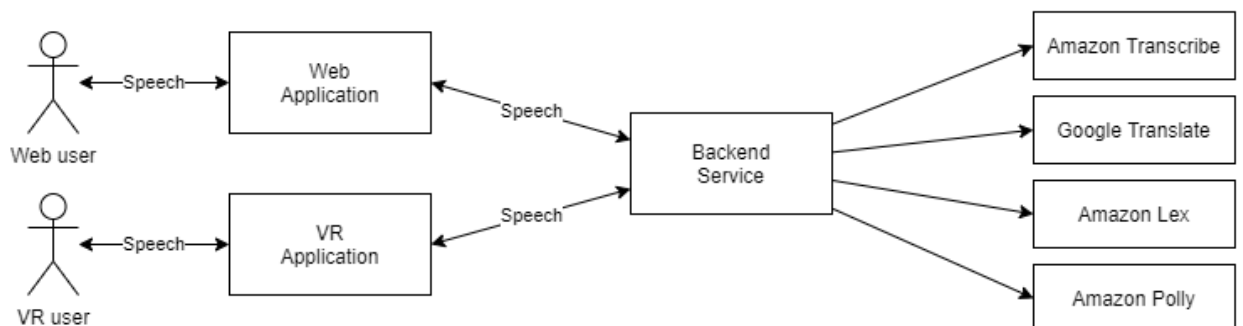 Web user
Speech
Web
Application
Speech
VR user
Speech
VR
Application
Speech
Backend
Service
Amazon Transcribe
Google Translate
Amazon Lex
Amazon Polly